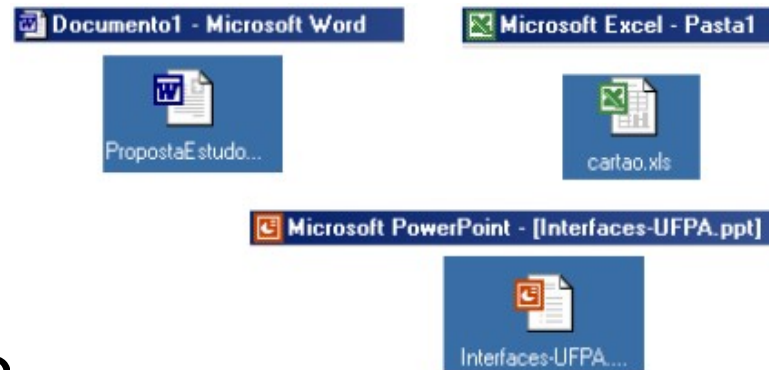 Documento1 - Microsoft Word
Microsoft Excel - Pasta1
PropostaEstudo...
cartao.xls
Microsoft PowerPoint - [Interfaces-UFPA.ppt]
Interfaces-UFPA....